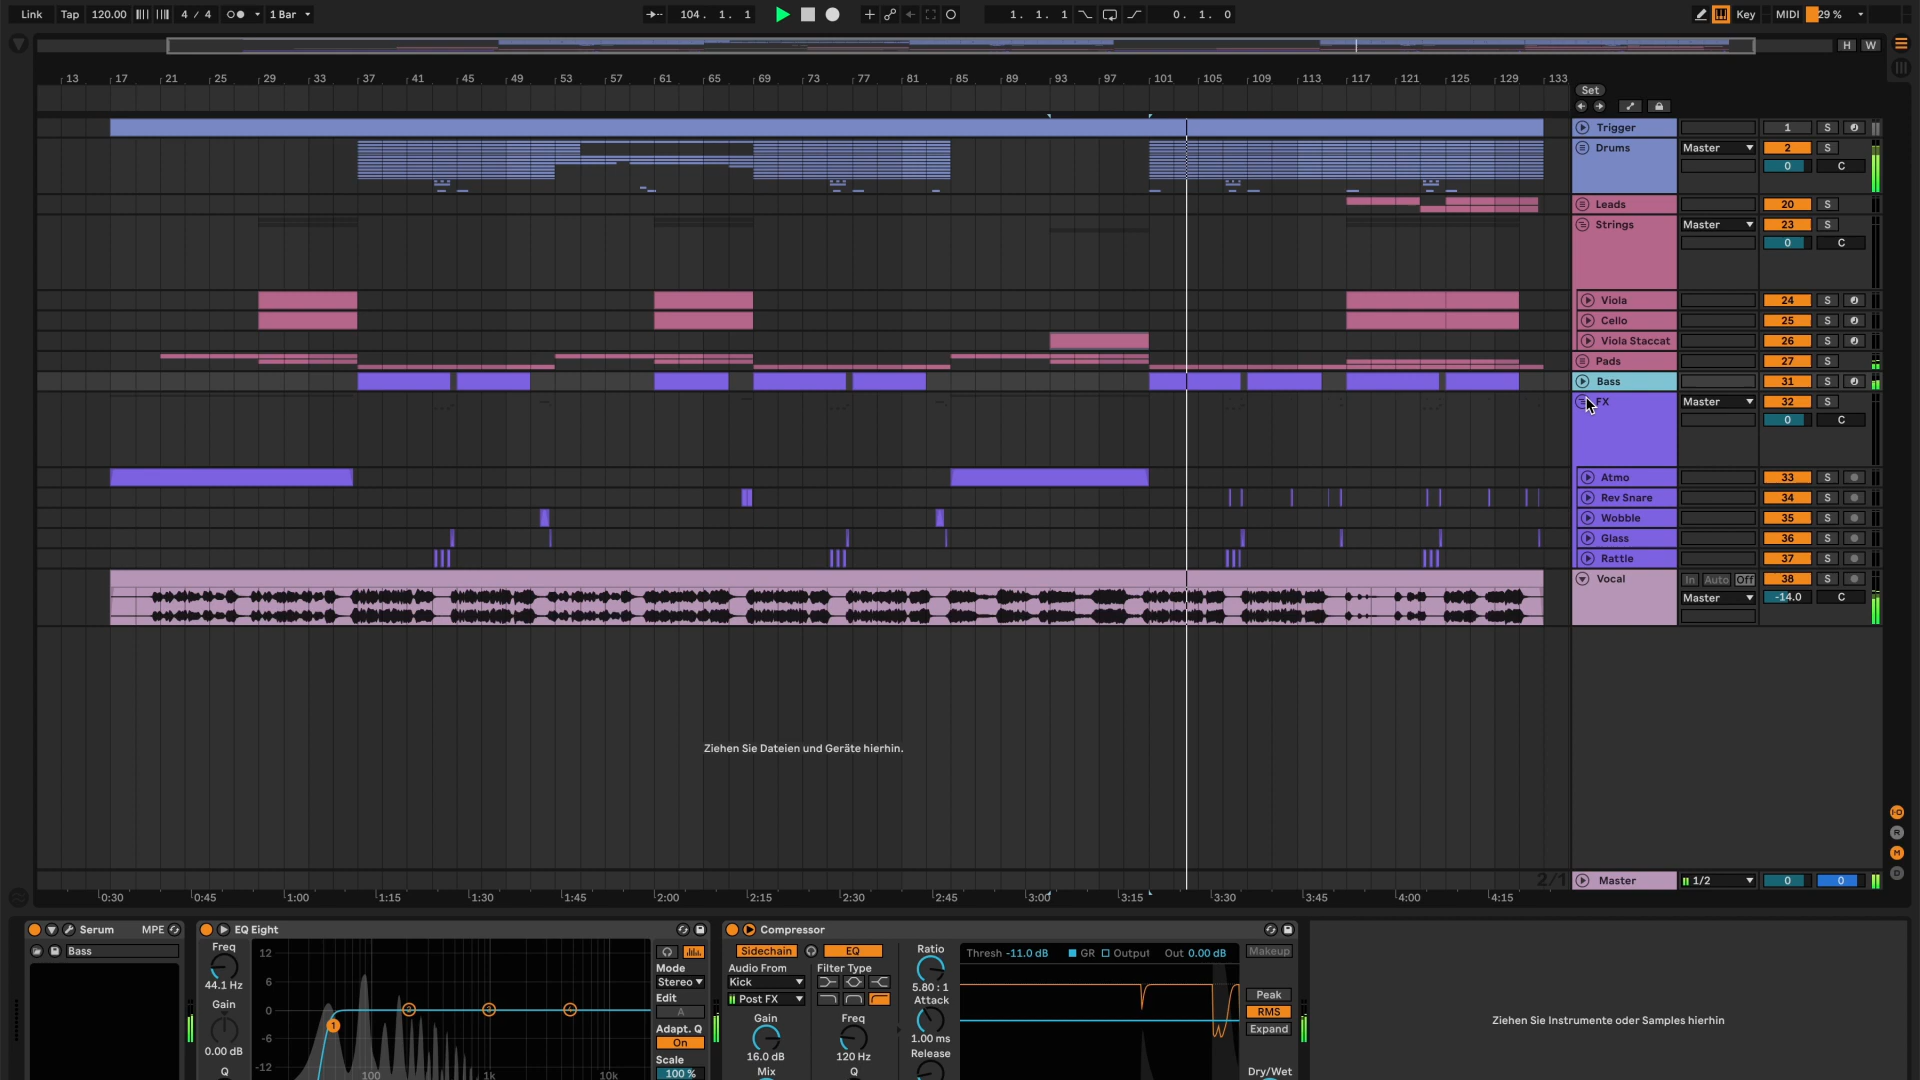 Link Tap 120.00 4 / 4 1 Bar 104. 1. 1 1. 1. 1 0. 1. 0 Key MIDI 29 %
H W
13 17 21 25 29 33 37 41 45 49 53 57 61 65 69 73 77 81 85 89 93 97 101 105 109 113 117 121 125 129 133
Set
Trigger 1 S
Drums Master 2 S
0 C
Leads 20 S
Strings Master 23 S
0 C
Viola 24 S
Cello 25 S
Viola Staccat 26 S
Pads 27 S
Bass 31 S
FX Master 32 S
0 C
Atmo 33 S
Rev Snare 34 S
Wobble 35 S
Glass 36 S
Rattle 37 S
Vocal In Auto Off 38 S
Master -14.0 C
Ziehen Sie Dateien und Geräte hierhin.
I·O
R
M
D
2/1 Master 1/2 0 0
0:30 0:45 1:00 1:15 1:30 1:45 2:00 2:15 2:30 2:45 3:00 3:15 3:30 3:45 4:00 4:15
Serum MPE
Bass
EQ Eight
Freq
44.1 Hz
Gain
0.00 dB
Q
12
6
0
-6
-12
1 2 3 4
100 1k 10k
Mode
Stereo
Edit
A
Adapt. Q
On
Scale
100 %
Compressor
Sidechain EQ
Audio From Filter Type
Kick
Post FX
Gain Freq
16.0 dB 120 Hz
Mix Q
Ratio
5.80 : 1
Attack
1.00 ms
Release
Thresh -11.0 dB GR Output Out 0.00 dB
Makeup
Peak
RMS
Expand
Dry/Wet
Ziehen Sie Instrumente oder Samples hierhin